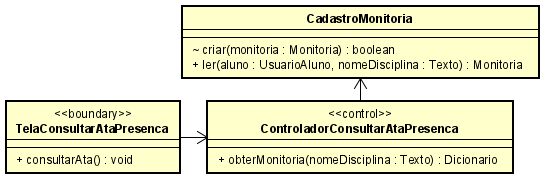 CadastroMonitoria
~ criar(monitoria : Monitoria) : boolean
+ ler(aluno : UsuarioAluno, nomeDisciplina : Texto) : Monitoria
<<boundary>>
TelaConsultarAtaPresenca
+ consultarAta() : void
<<control>>
ControladorConsultarAtaPresenca
+ obterMonitoria(nomeDisciplina : Texto) : Dicionario